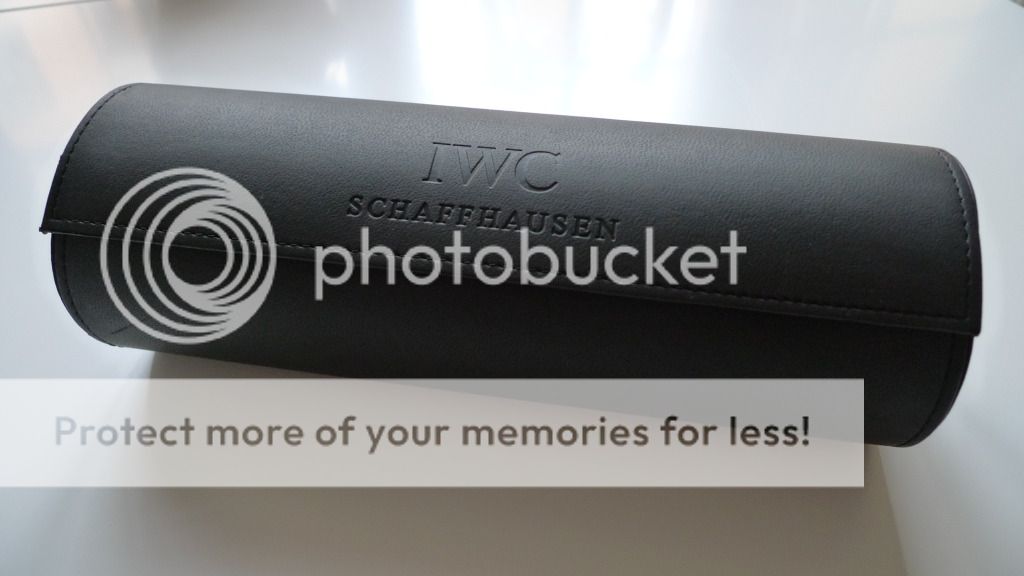 IWC
SCHAFFHAUSEN
photobucket
Protect more of your memories for less!